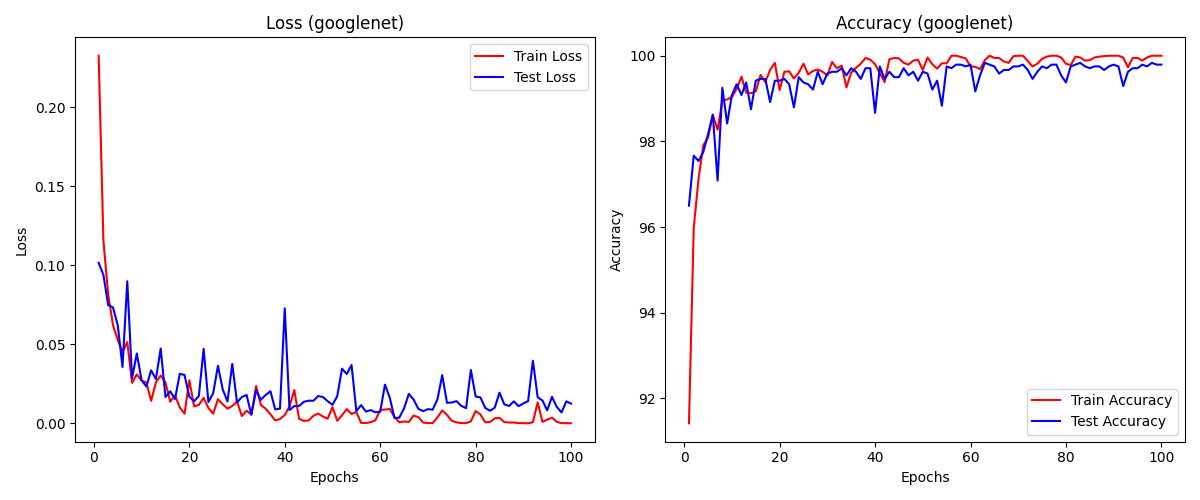 Loss (googlenet)
Train Loss
Test Loss
0.20
0.15
0.10
0.05
0.00
Loss
0 20 40 60 80 100
Epochs
Accuracy (googlenet)
100
98
96
94
92
Accuracy
Train Accuracy
Test Accuracy
0 20 40 60 80 100
Epochs